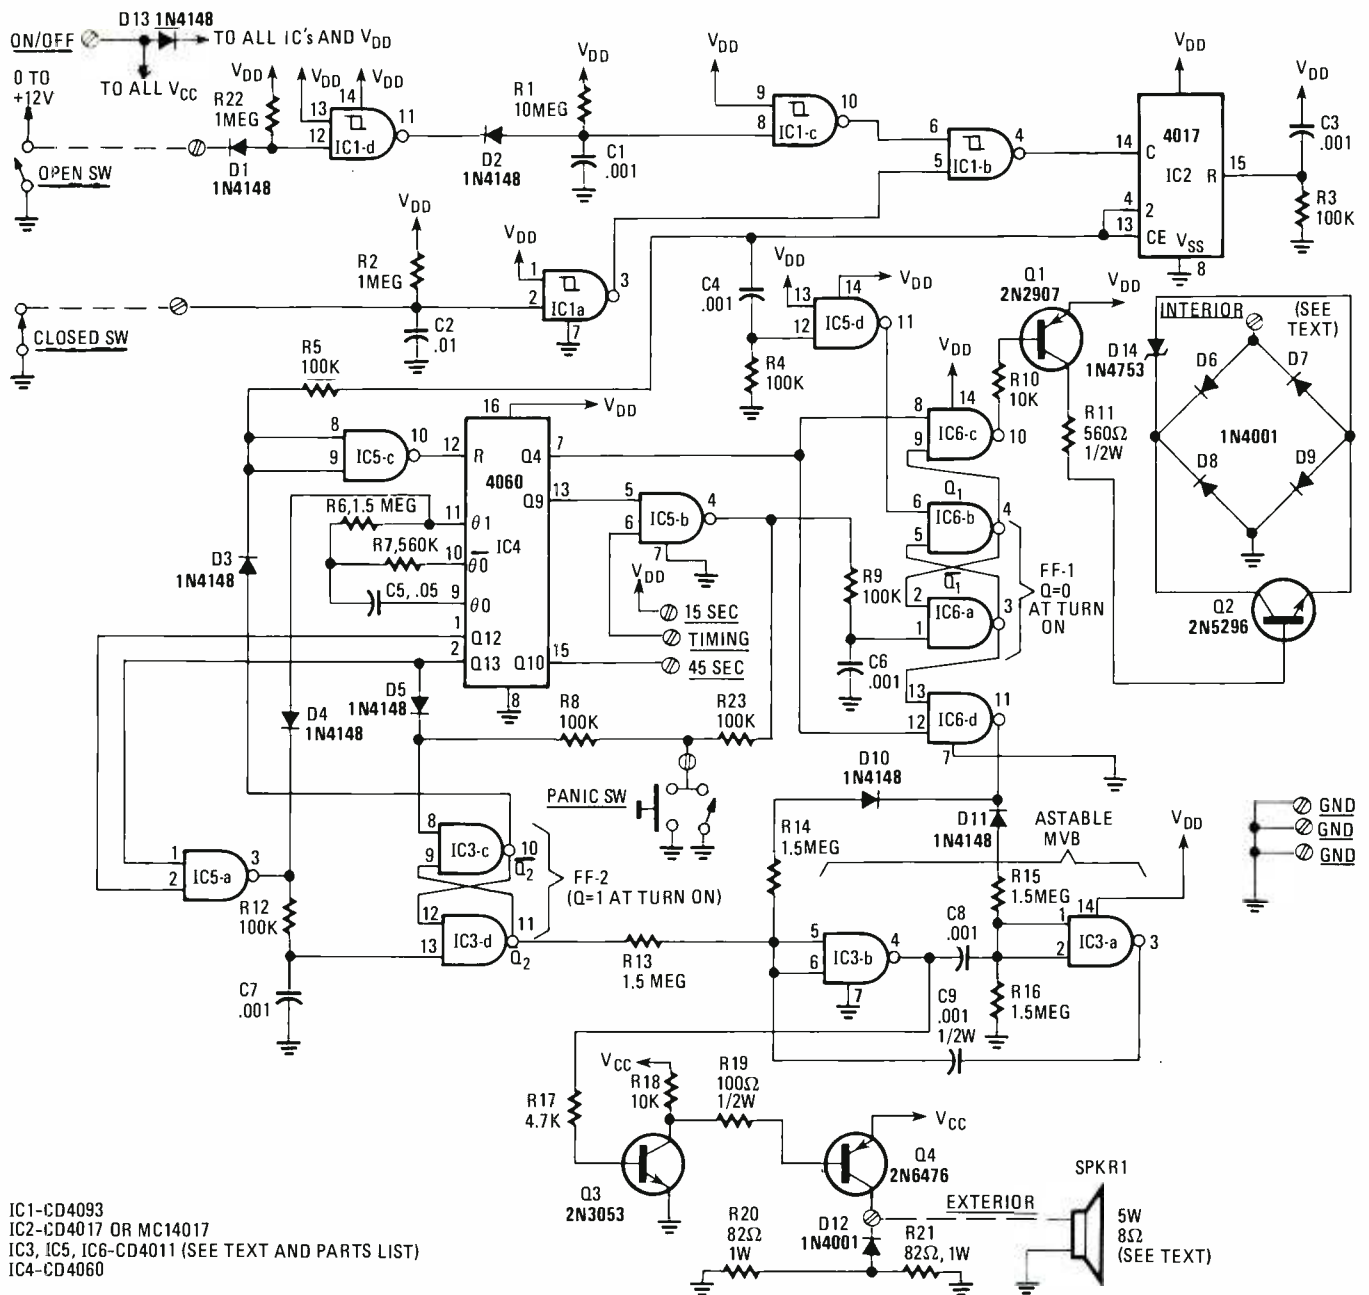 D13 1N4148
ON/OFF
TO ALL IC's AND VDD
TO ALL VCC
0 TO
+12V
OPEN SW
D1
1N4148
R22
1MEG
VDD
VDD
VDD
13
12
14
11
IC1-d
D2
1N4148
R1
10MEG
VDD
C1
.001
VDD
9
8
10
IC1-c
6
5
4
IC1-b
VDD
14
C
4017
IC2
R
15
4
2
13
CE
VSS
8
VDD
C3
.001
R3
100K
CLOSED SW
VDD
R2
1MEG
C2
.01
VDD
1
2
3
IC1a
7
C4
.001
R4
100K
VDD
13
12
14
VDD
11
IC5-d
Q1
2N2907
VDD
R10
10K
R11
560Ω
1/2W
INTERIOR
(SEE
TEXT)
D14
1N4753
D6
D7
D8
D9
1N4001
Q2
2N5296
R5
100K
8
9
10
IC5-c
12
R
16
VDD
4060
IC4
7
Q4
13
Q9
11
θ1
10
θ0
9
θ0
1
Q12
2
Q13
Q10
15
8
R6,1.5 MEG
R7,560K
C5, .05
D3
1N4148
D4
1N4148
D5
1N4148
5
6
4
IC5-b
7
VDD
15 SEC
TIMING
45 SEC
R9
100K
C6
.001
VDD
14
8
9
10
IC6-c
Q1
6
5
4
IC6-b
Q1
2
1
3
IC6-a
FF-1
Q=0
AT TURN
ON
13
12
11
IC6-d
7
R8
100K
R23
100K
PANIC SW
1
2
3
IC5-a
R12
100K
C7
.001
8
9
10
IC3-c
Q2
12
13
11
IC3-d
Q2
FF-2
(Q=1 AT TURN ON)
R13
1.5 MEG
D10
1N4148
D11
1N4148
R14
1.5MEG
ASTABLE
MVB
VDD
R15
1.5MEG
R16
1.5MEG
5
6
4
IC3-b
7
C8
.001
C9
.001
1/2W
1
2
14
3
IC3-a
GND
GND
GND
VCC
R18
10K
R19
100Ω
1/2W
R17
4.7K
Q3
2N3053
VCC
Q4
2N6476
EXTERIOR
SPKR1
5W
8Ω
(SEE TEXT)
R20
82Ω
1W
D12
1N4001
R21
82Ω, 1W
IC1-CD4093
IC2-CD4017 OR MC14017
IC3, IC5, IC6-CD4011 (SEE TEXT AND PARTS LIST)
IC4-CD4060